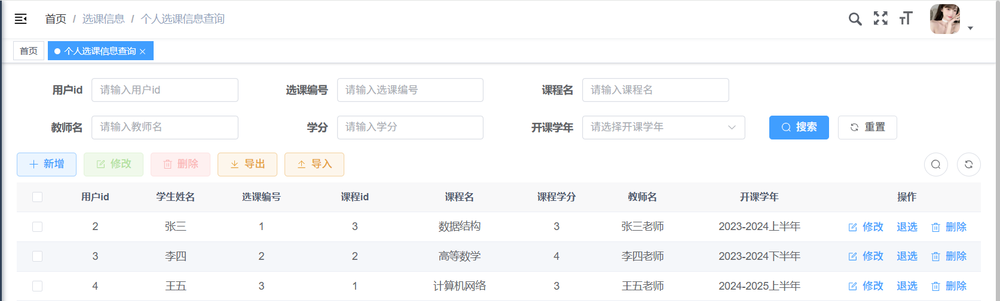 首页 / 选课信息 / 个人选课信息查询
首页 个人选课信息查询
用户id 请输入用户id 选课编号 请输入选课编号 课程名 请输入课程名
教师名 请输入教师名 学分 请输入学分 开课学年 请选择开课学年 搜索 重置
新增 修改 删除 导出 导入
用户id 学生姓名 选课编号 课程id 课程名 课程学分 教师名 开课学年 操作
2 张三 1 3 数据结构 3 张三老师 2023-2024上半年 修改 退选 删除
3 李四 2 2 高等数学 4 李四老师 2023-2024下半年 修改 退选 删除
4 王五 3 1 计算机网络 3 王五老师 2024-2025上半年 修改 退选 删除